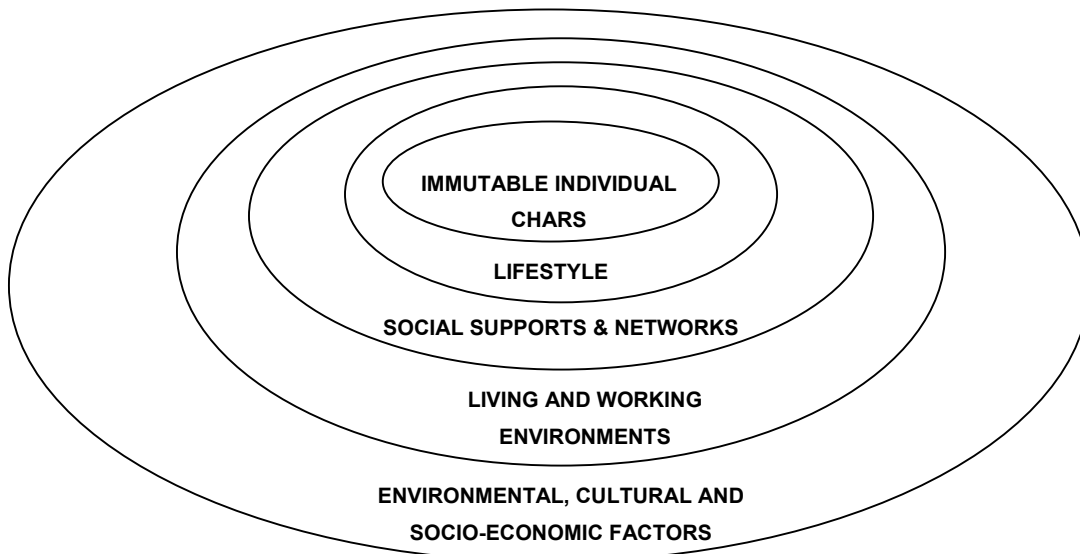 IMMUTABLE INDIVIDUAL
CHARS
LIFESTYLE
SOCIAL SUPPORTS & NETWORKS
LIVING AND WORKING
ENVIRONMENTS
ENVIRONMENTAL, CULTURAL AND
SOCIO-ECONOMIC FACTORS